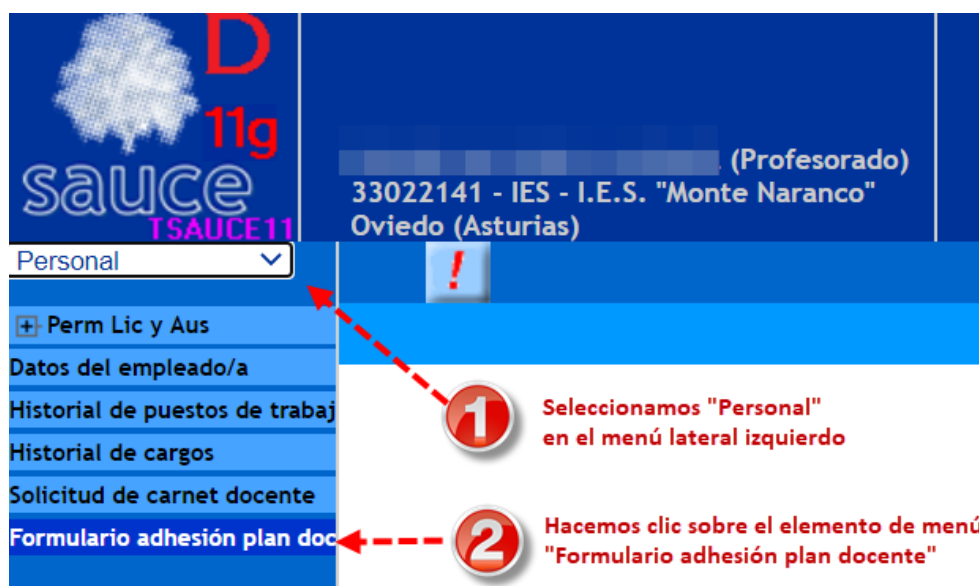 D
11g
sauce
TSAUCE11
(Profesorado)
33022141 - IES - I.E.S. "Monte Naranco"
Oviedo (Asturias)
Personal
!
Perm Lic y Aus
Datos del empleado/a
Historial de puestos de trabaj
Historial de cargos
Solicitud de carnet docente
Formulario adhesión plan doc
1
Seleccionamos "Personal"
en el menú lateral izquierdo
2
Hacemos clic sobre el elemento de menú
"Formulario adhesión plan docente"